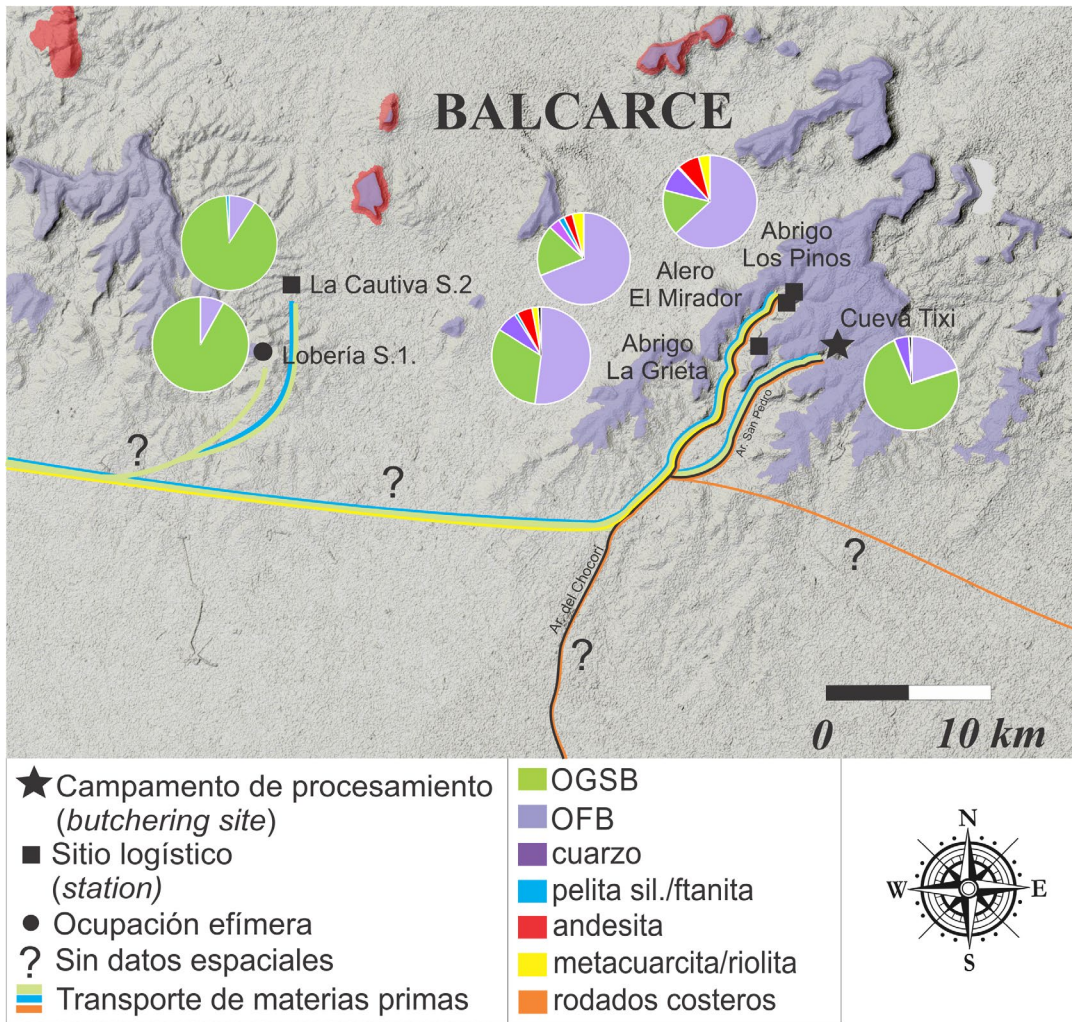 BALCARCE
Abrigo
Los Pinos
Alero
El Mirador
La Cautiva S.2
Cueva Tixi
Abrigo
La Grieta
Lobería S.1.
Ar. San Pedro
?
?
?
Ar. del Chocorí
?
0 10 km
Campamento de procesamiento
(butchering site)
Sitio logístico
(station)
Ocupación efímera
? Sin datos espaciales
Transporte de materias primas
OGSB
OFB
cuarzo
pelita sil./ftanita
andesita
metacuarcita/riolita
rodados costeros
N
W E
S